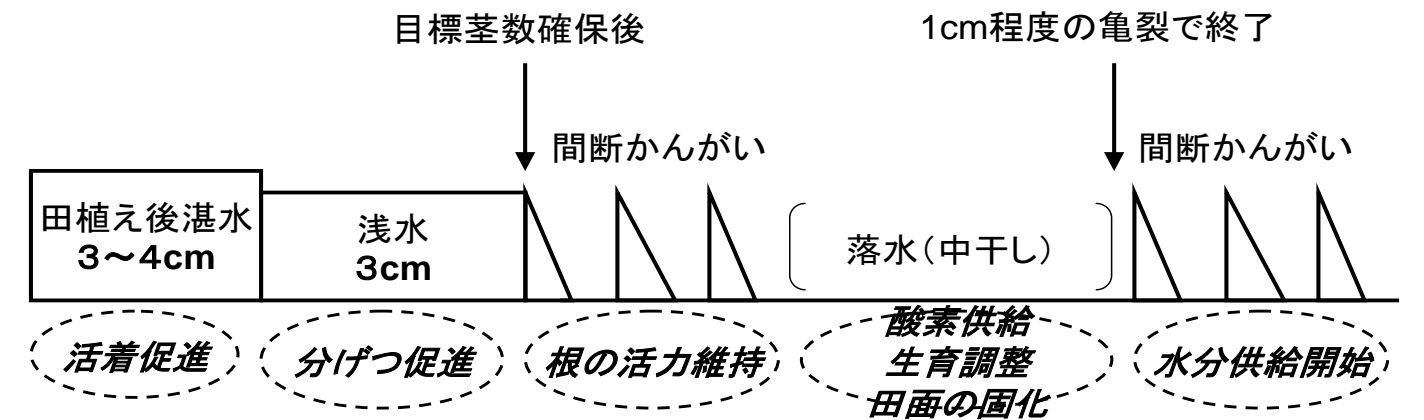 目標茎数確保後
1cm程度の亀裂で終了
間断かんがい
間断かんがい
田植え後湛水
3～4cm
浅水
3cm
落水(中干し)
活着促進
分げつ促進
根の活力維持
酸素供給
生育調整
田面の固化
水分供給開始